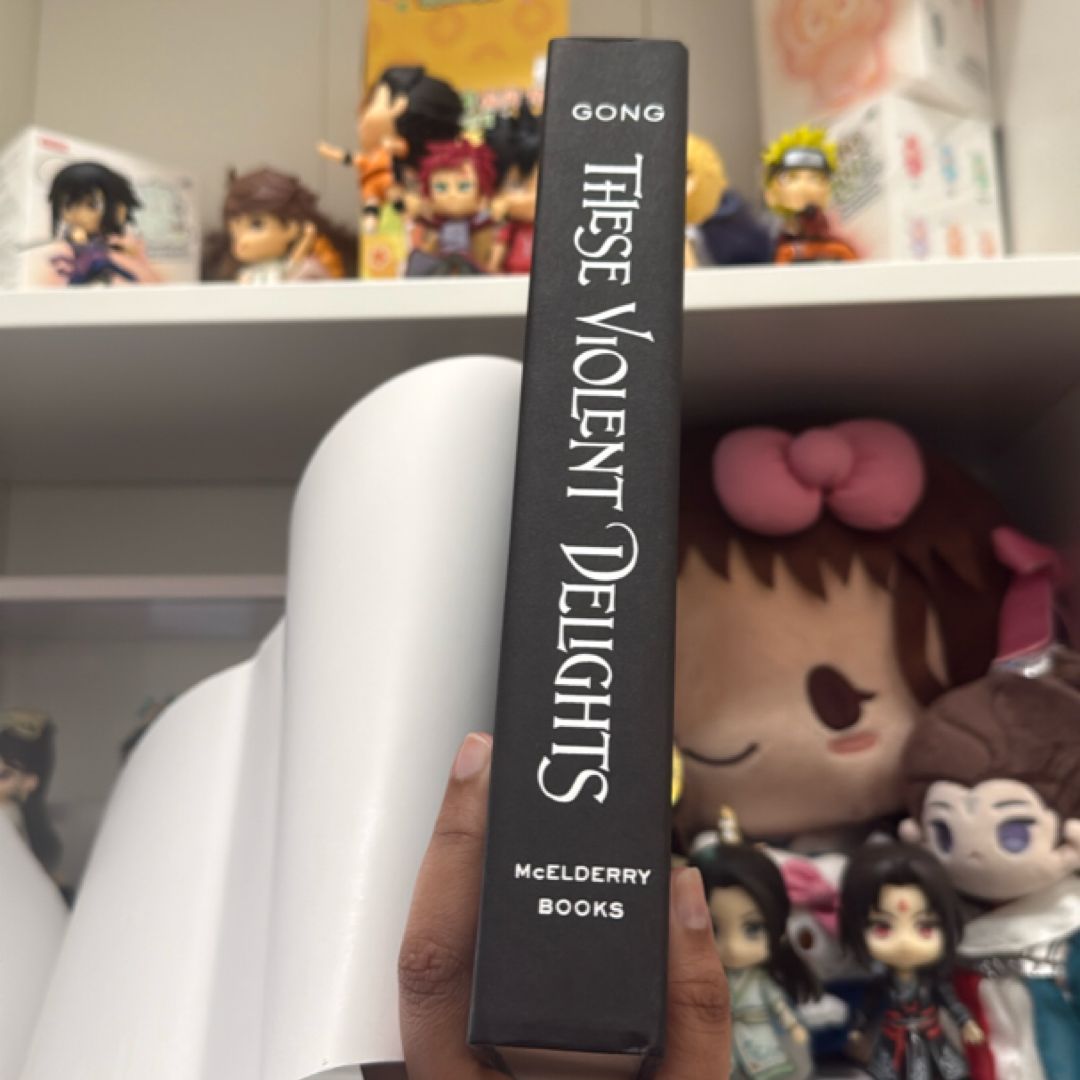 GONG
THESE VIOLENT DELIGHTS
McELDERRY
BOOKS